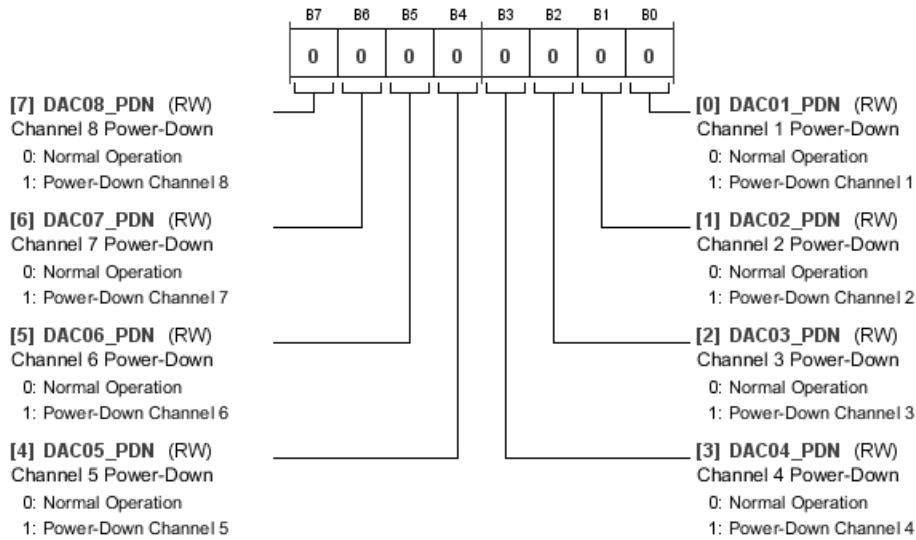 B7 B6 B5 B4 B3 B2 B1 B0
0 0 0 0 0 0 0 0
[7] DAC08_PDN (RW)
Channel 8 Power-Down
0: Normal Operation
1: Power-Down Channel 8
[6] DAC07_PDN (RW)
Channel 7 Power-Down
0: Normal Operation
1: Power-Down Channel 7
[5] DAC06_PDN (RW)
Channel 6 Power-Down
0: Normal Operation
1: Power-Down Channel 6
[4] DAC05_PDN (RW)
Channel 5 Power-Down
0: Normal Operation
1: Power-Down Channel 5
[0] DAC01_PDN (RW)
Channel 1 Power-Down
0: Normal Operation
1: Power-Down Channel 1
[1] DAC02_PDN (RW)
Channel 2 Power-Down
0: Normal Operation
1: Power-Down Channel 2
[2] DAC03_PDN (RW)
Channel 3 Power-Down
0: Normal Operation
1: Power-Down Channel 3
[3] DAC04_PDN (RW)
Channel 4 Power-Down
0: Normal Operation
1: Power-Down Channel 4